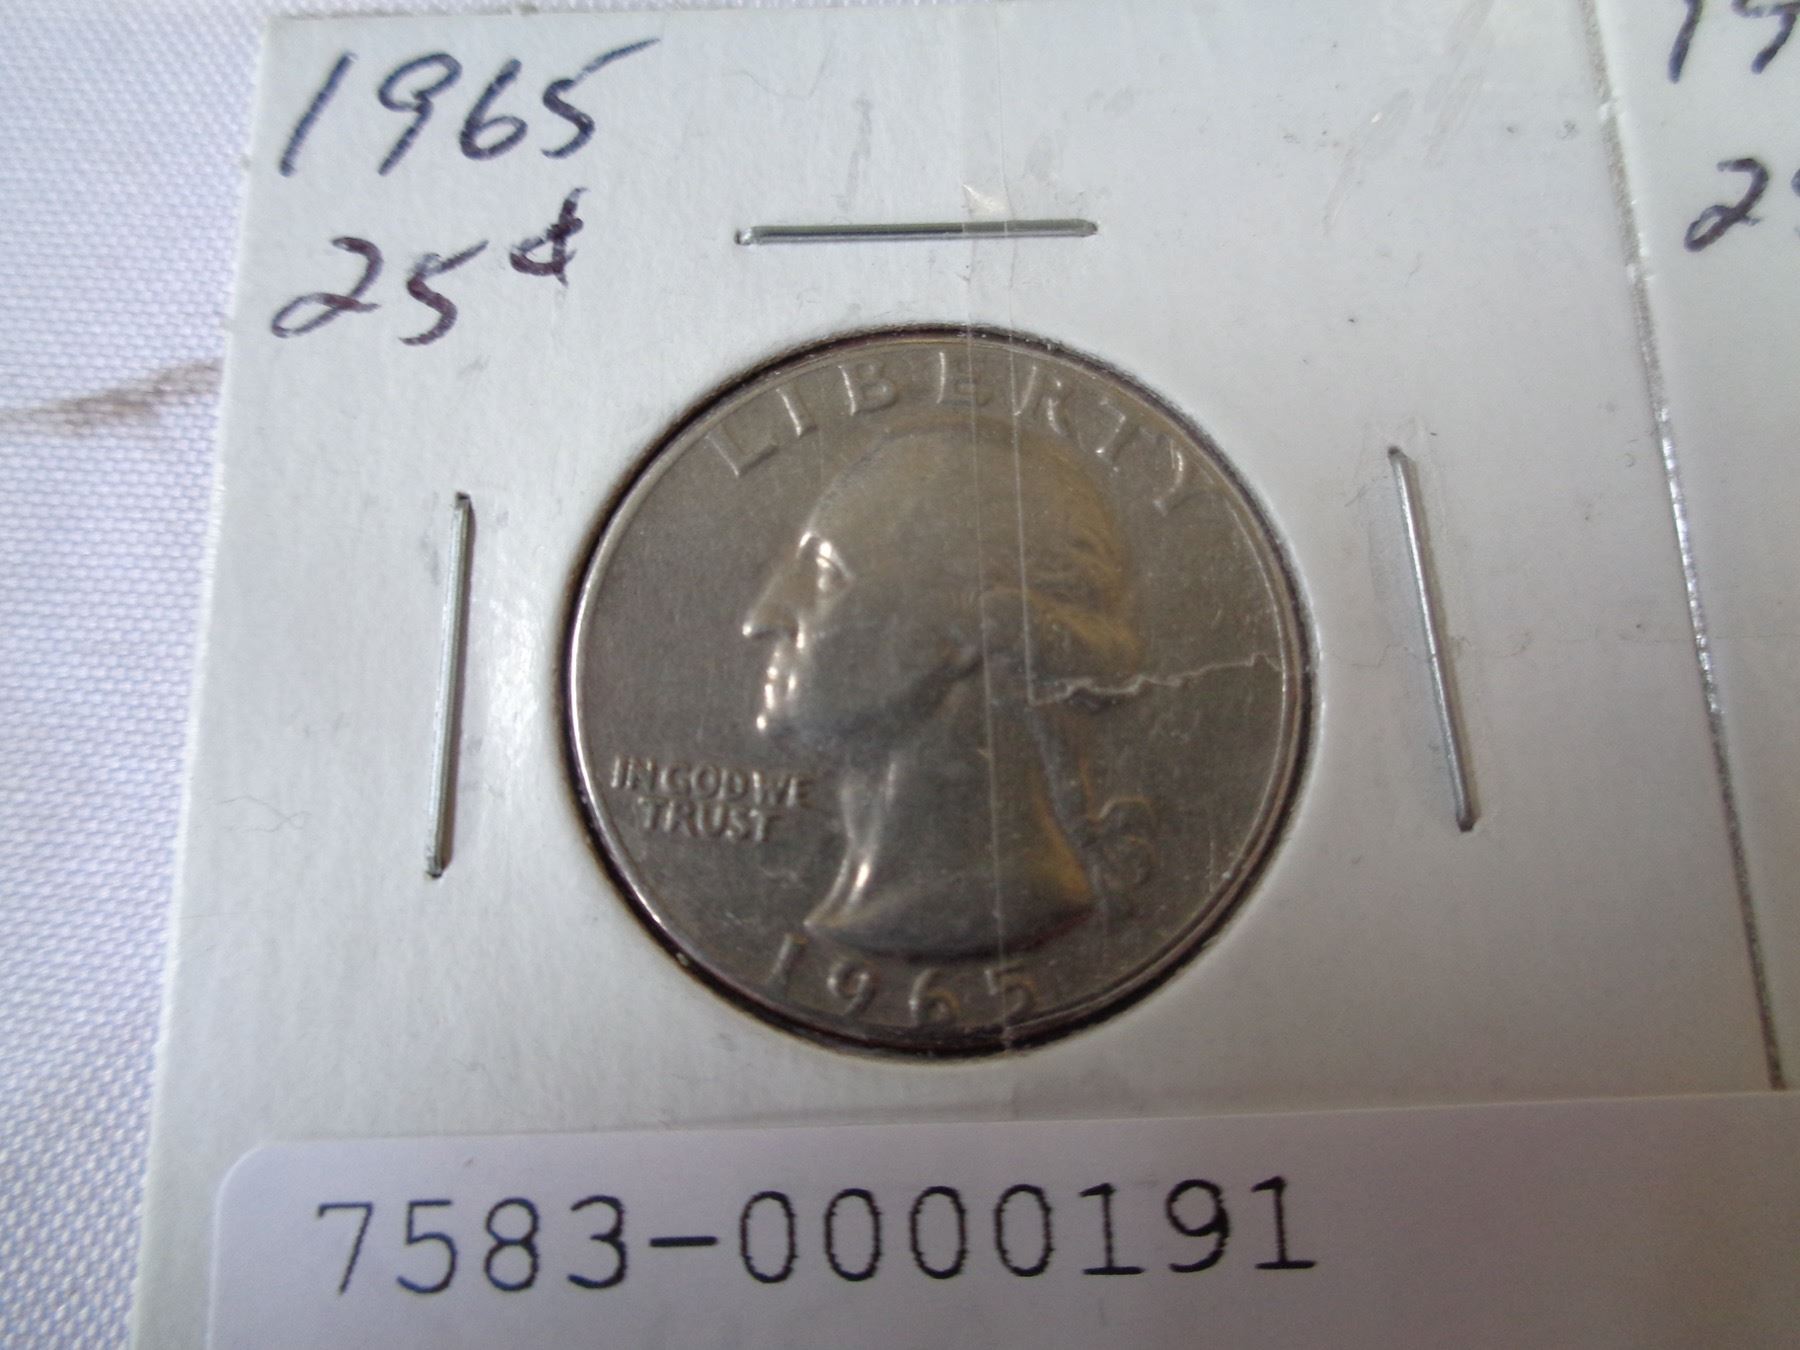 1965
25¢
LIBERTY
IN GOD WE
TRUST
1965
7583-0000191